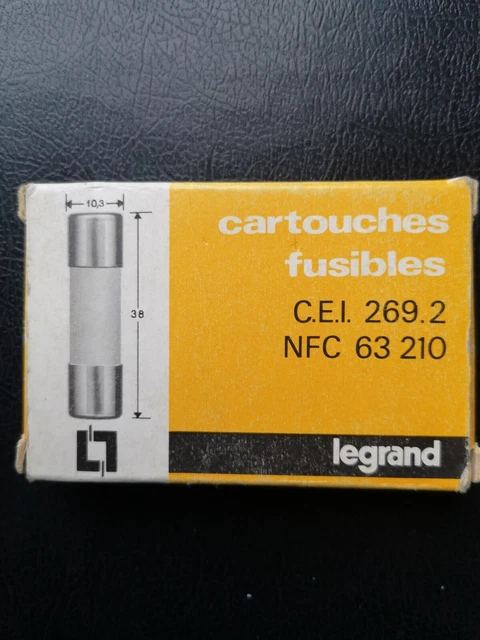 10,3
38
cartouches
fusibles
C.E.I. 269.2
NFC 63 210
legrand